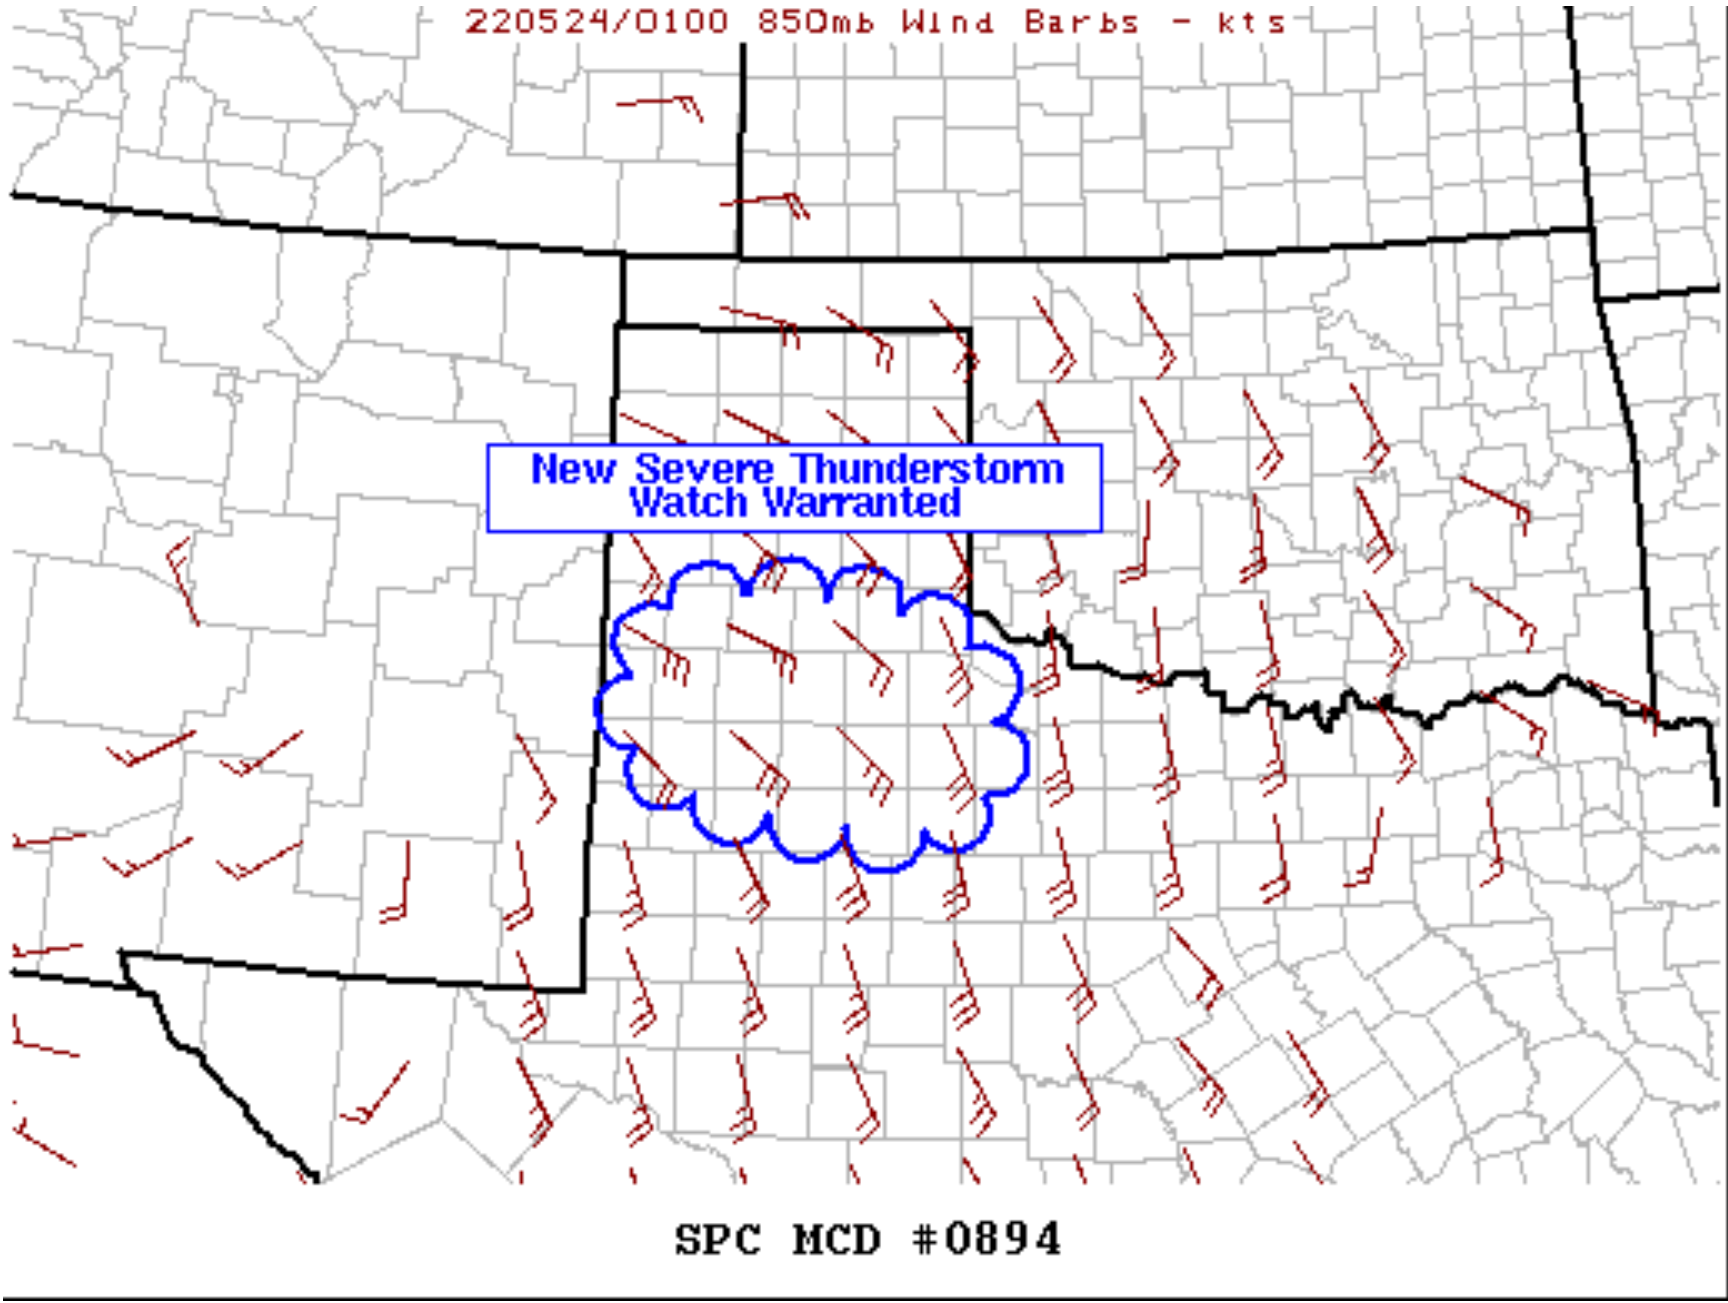 220524/0100 850mb Wind Barbs - kts
New Severe Thunderstorm
Watch Warranted
SPC MCD #0894